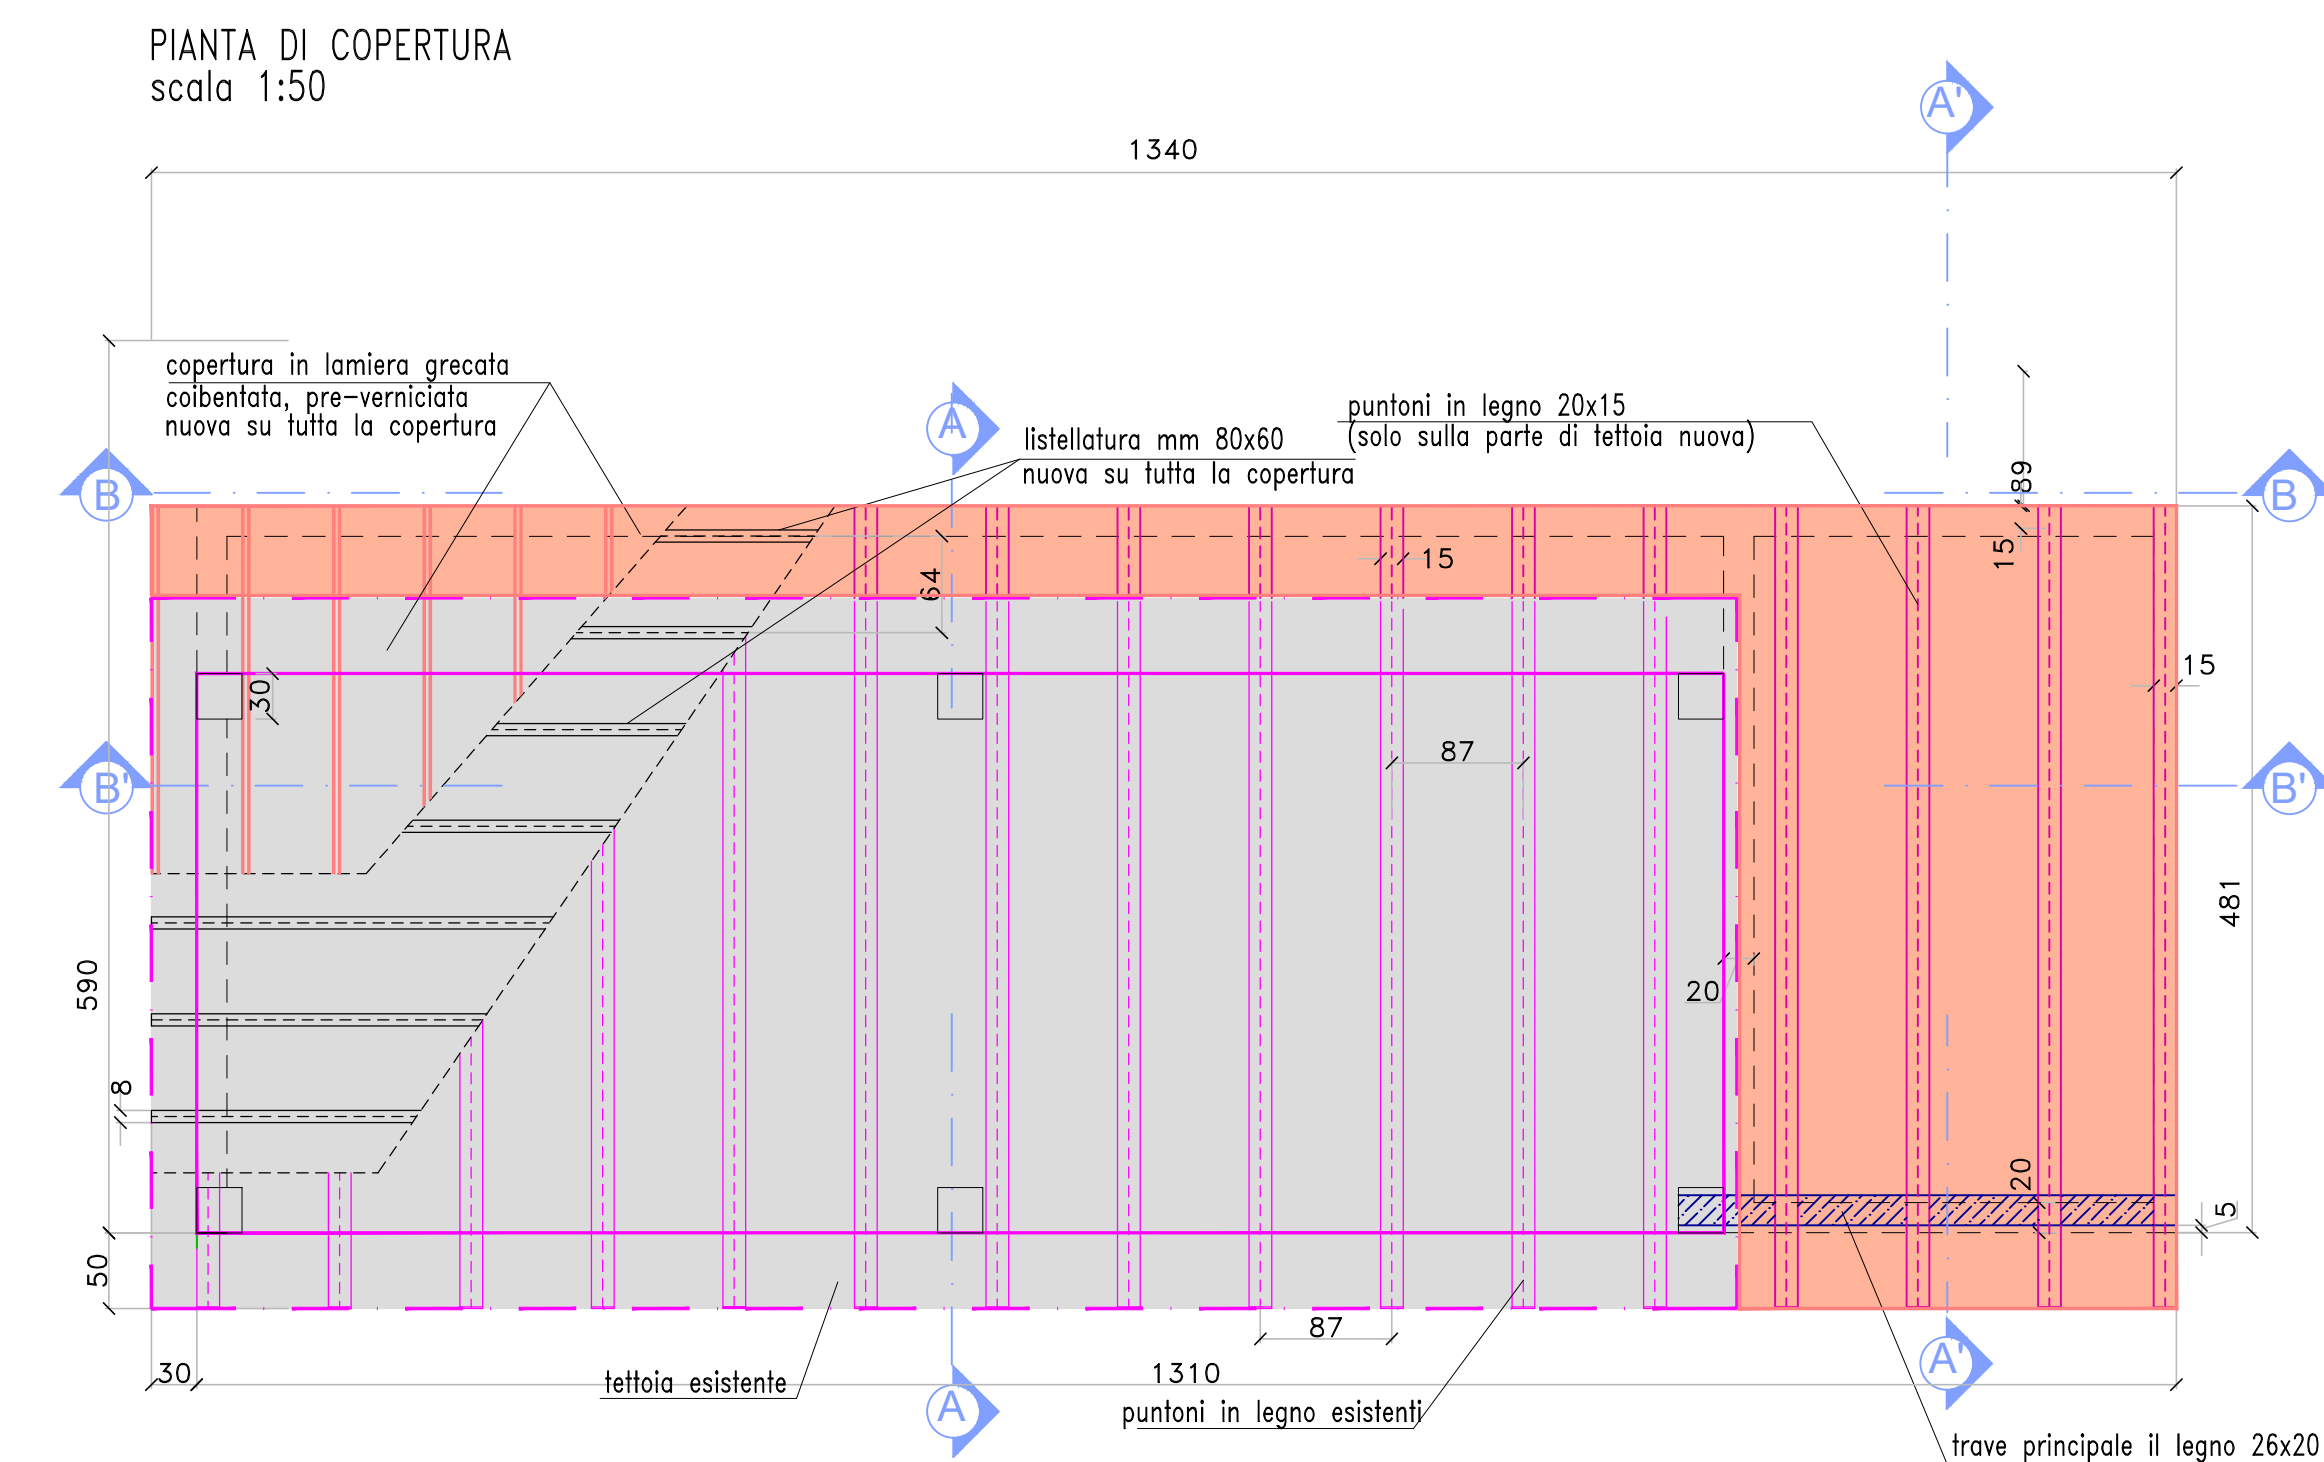 PIANTA DI COPERTURA
scala 1:50
A'
1340
copertura in lamiera grecata
coibentata, pre-verniciata
nuova su tutta la copertura
A
listellatura mm 80x60
nuova su tutta la copertura
puntoni in legno 20x15
(solo sulla parte di tettoia nuova)
89
B
B
15
15
64
15
30
87
B'
B'
481
590
20
8
20
5
50
87
30
1310
tettoia esistente
A'
puntoni in legno esistenti
A
trave principale il legno 26x20